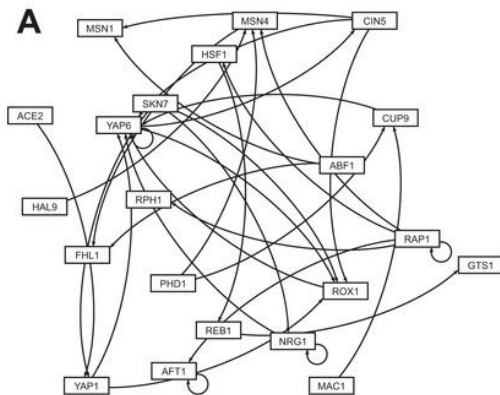 A
MSN1
MSN4
CIN5
HSF1
SKN7
ACE2
YAP6
CUP9
ABF1
HAL9
RPH1
RAP1
FHL1
GTS1
PHD1
ROX1
REB1
NRG1
AFT1
YAP1
MAC1